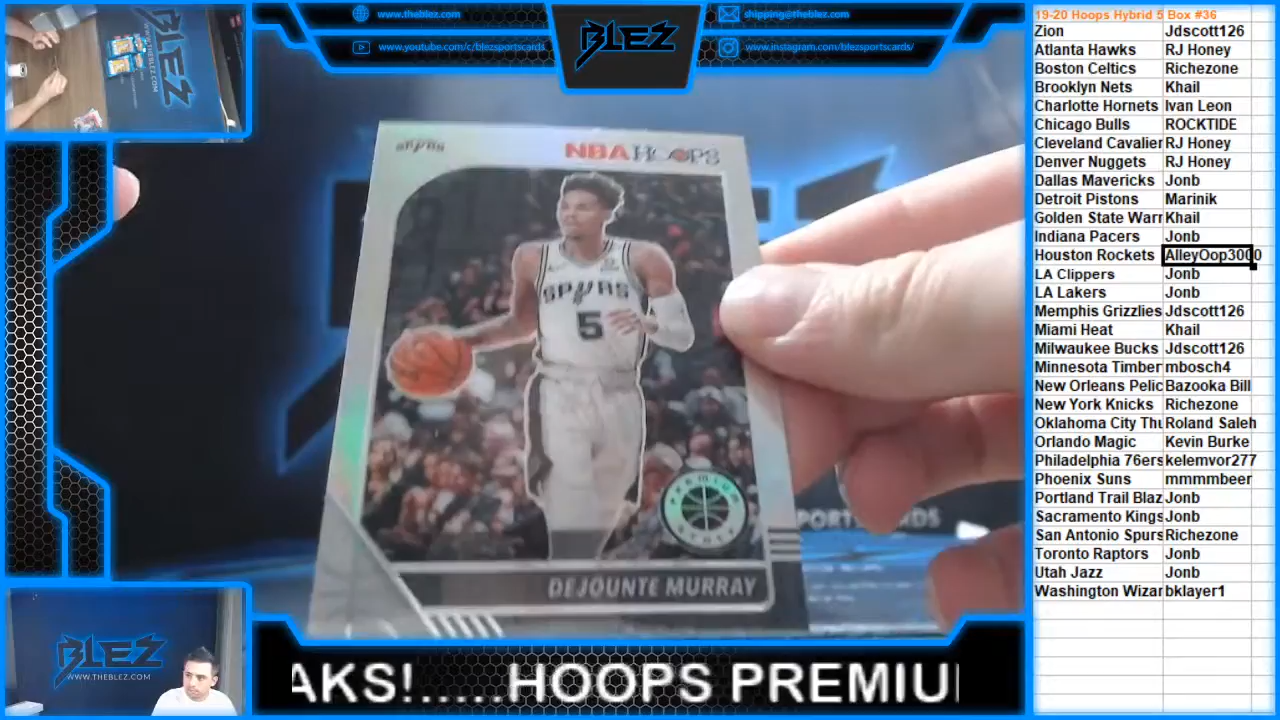 www.theblez.com
www.youtube.com/c/blezsportscards
BLEZ
shipping@theblez.com
www.instagram.com/blezsportscards/
SPURS
NBA HOOPS
SPURS
5
PREMIUM
STOCK
DEJOUNTE MURRAY
PORTSCARDS
BLEZ
WWW.THEBLEZ.COM
AKS!.....HOOPS PREMIU
19-20 Hoops Hybrid 5 Box #36
Zion Jdscott126
Atlanta Hawks RJ Honey
Boston Celtics Richezone
Brooklyn Nets Khail
Charlotte Hornets Ivan Leon
Chicago Bulls ROCKTIDE
Cleveland Cavalier RJ Honey
Denver Nuggets RJ Honey
Dallas Mavericks Jonb
Detroit Pistons Marinik
Golden State Warr Khail
Indiana Pacers Jonb
Houston Rockets AlleyOop3000
LA Clippers Jonb
LA Lakers Jonb
Memphis Grizzlies Jdscott126
Miami Heat Khail
Milwaukee Bucks Jdscott126
Minnesota Timber mbosch4
New Orleans Pelic Bazooka Bill
New York Knicks Richezone
Oklahoma City Thu Roland Saleh
Orlando Magic Kevin Burke
Philadelphia 76ers kelemvor277
Phoenix Suns mmmmbeer
Portland Trail Blaz Jonb
Sacramento Kings Jonb
San Antonio Spurs Richezone
Toronto Raptors Jonb
Utah Jazz Jonb
Washington Wizar bklayer1